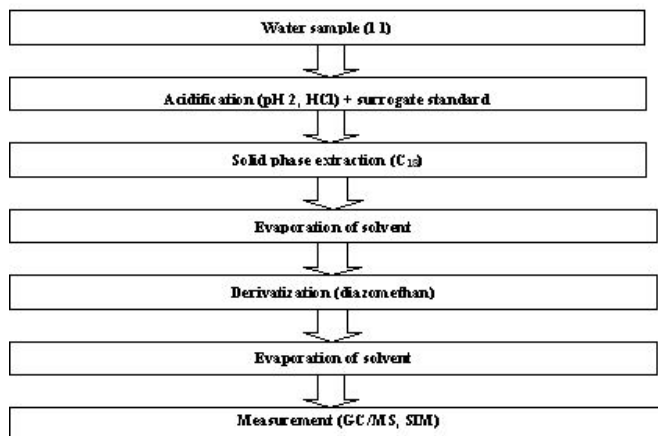 Water sample (1 l)
Acidification (pH 2, HCl) + surrogate standard
Solid phase extraction (C₁₈)
Evaporation of solvent
Derivatization (diazomethan)
Evaporation of solvent
Measurement (GC/MS, SIM)